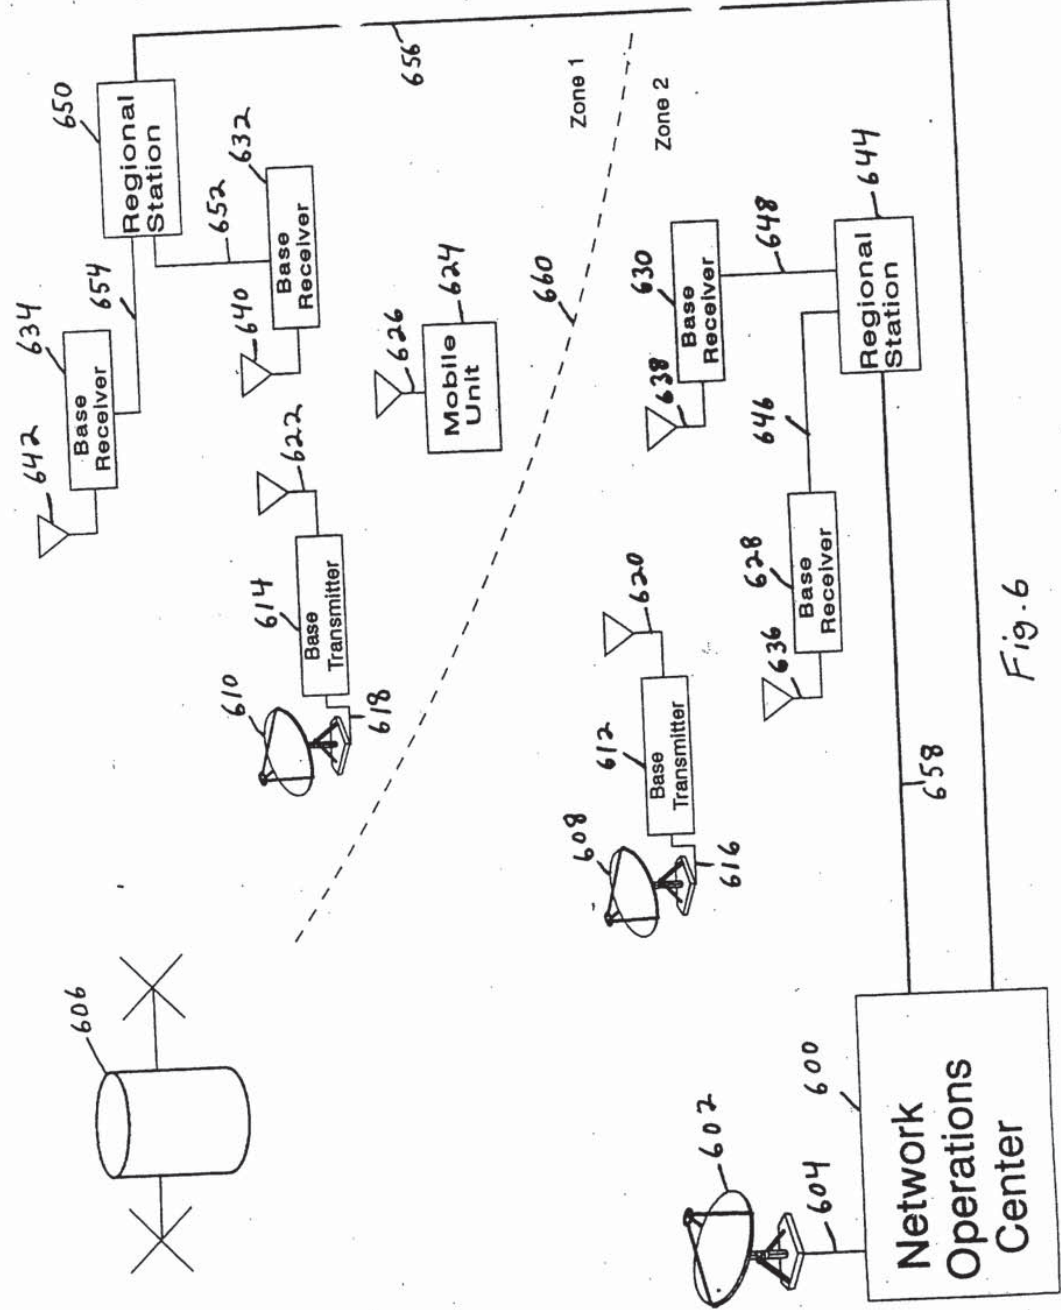 606
602
604
600
Network
Operations
Center
610
618
614
Base
Transmitter
622
642
634
Base
Receiver
654
650
Regional
Station
652
632
Base
Receiver
640
626
624
Mobile
Unit
656
Zone 1
Zone 2
660
608
616
612
Base
Transmitter
620
638
630
Base
Receiver
648
636
628
Base
Receiver
646
644
Regional
Station
658
Fig. 6